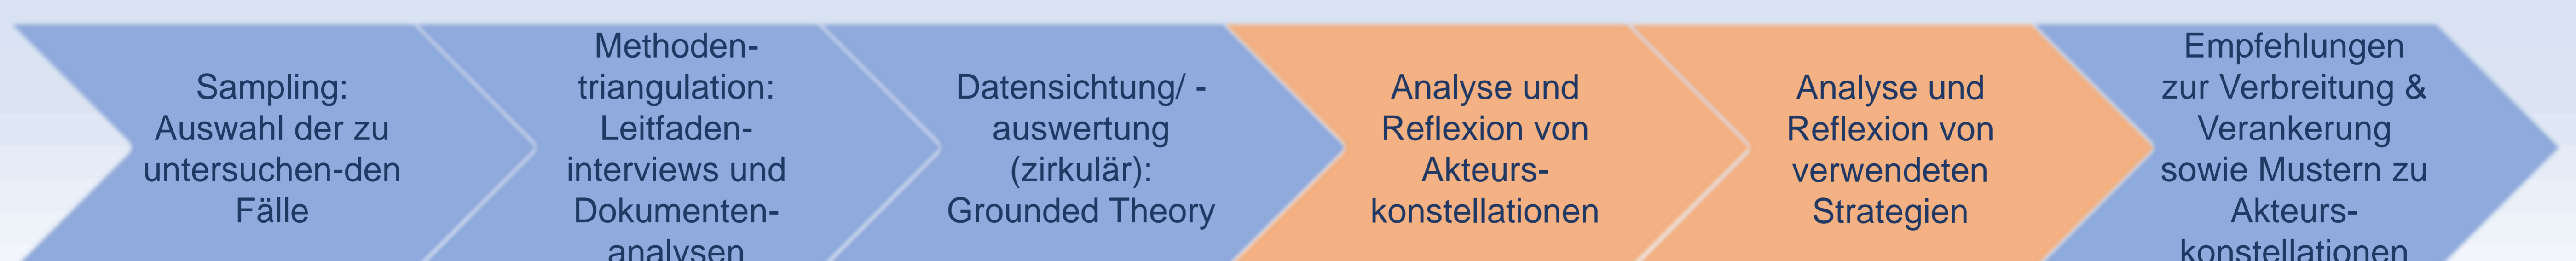 Sampling:
Auswahl der zu
untersuchen-den
Fälle
Methoden-
triangulation:
Leitfaden-
interviews und
Dokumenten-
analysen
Datensichtung/ -
auswertung
(zirkulär):
Grounded Theory
Analyse und
Reflexion von
Akteurs-
konstellationen
Analyse und
Reflexion von
verwendeten
Strategien
Empfehlungen
zur Verbreitung &
Verankerung
sowie Mustern zu
Akteurs-
konstellationen